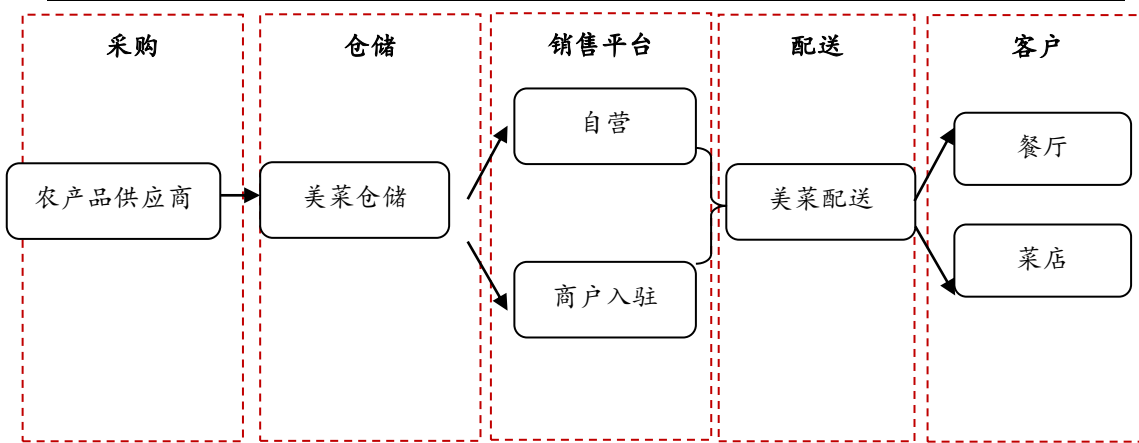 采购
仓储
销售平台
配送
客户
农产品供应商
美菜仓储
自营
商户入驻
美菜配送
餐厅
菜店